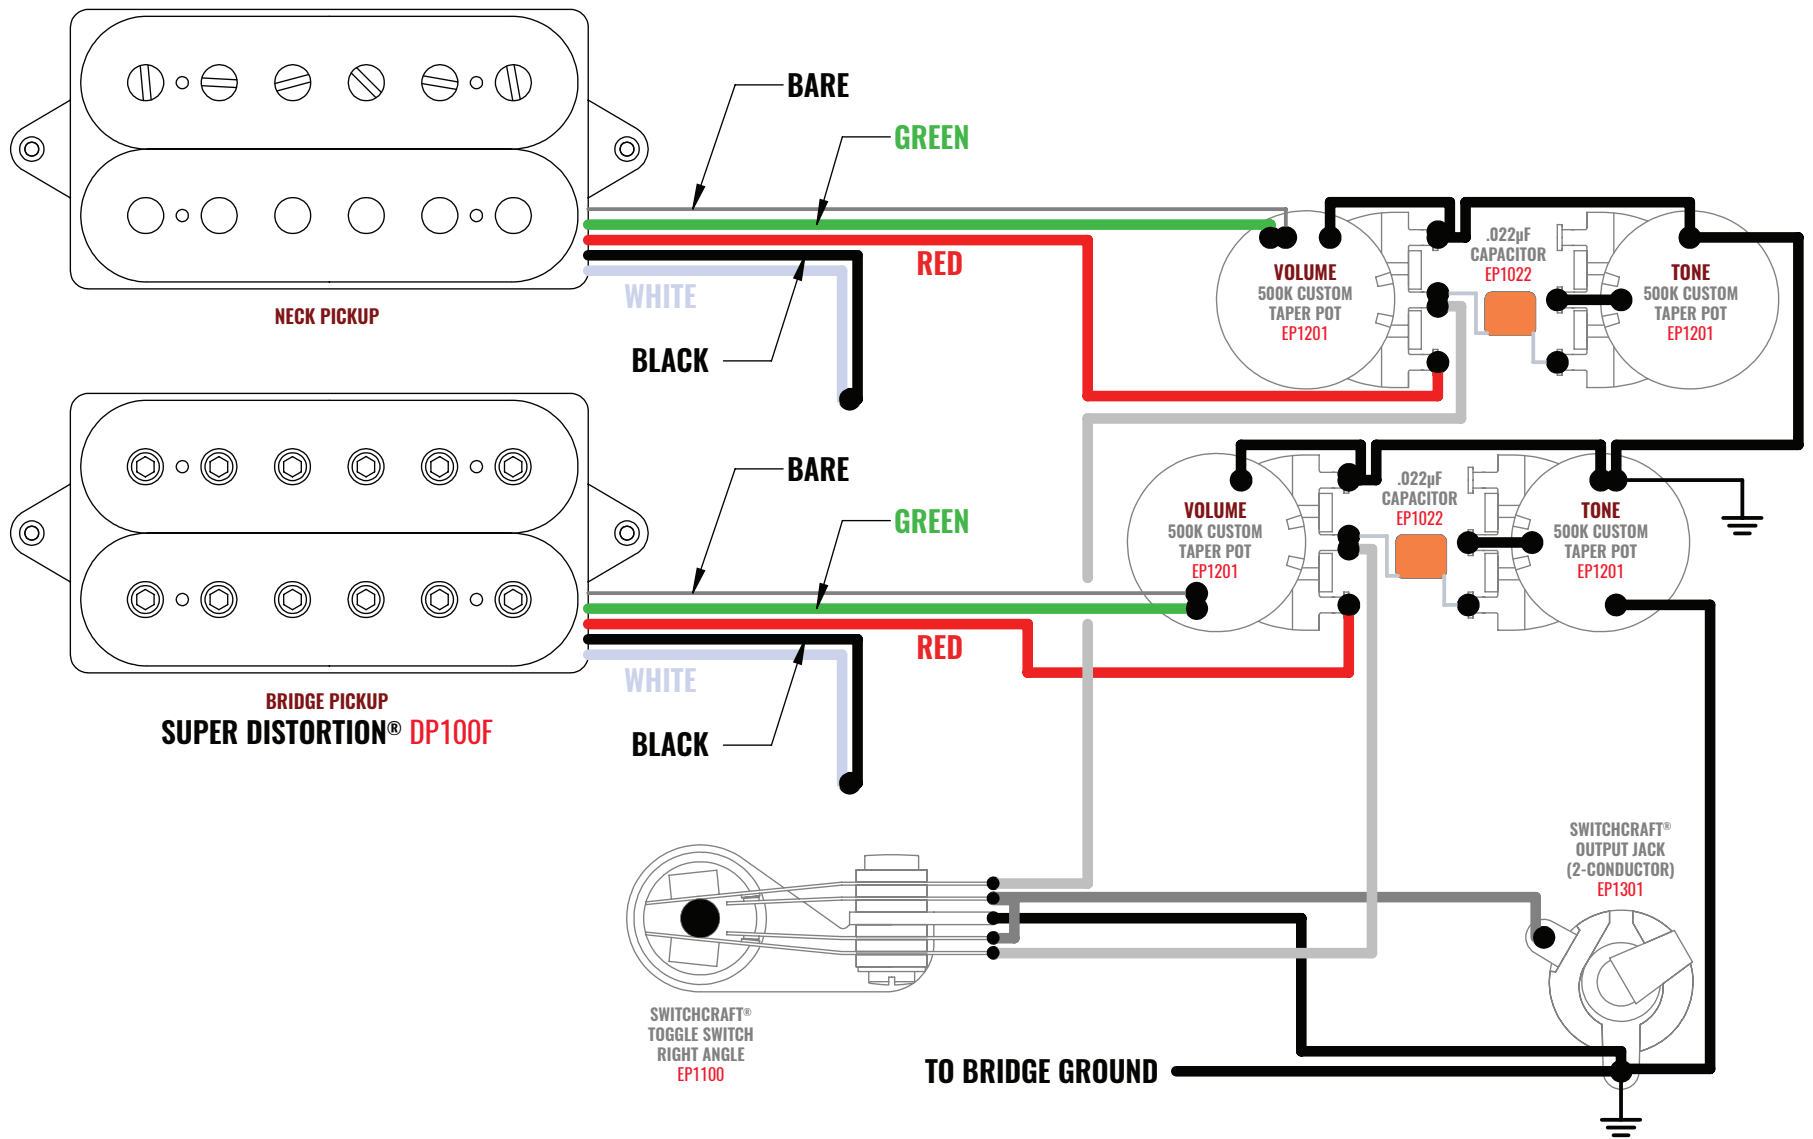 BARE
GREEN
RED
WHITE
BLACK
NECK PICKUP
VOLUME
500K CUSTOM
TAPER POT
EP1201
.022µF
CAPACITOR
EP1022
TONE
500K CUSTOM
TAPER POT
EP1201
BARE
GREEN
RED
WHITE
BLACK
BRIDGE PICKUP
SUPER DISTORTION® DP100F
VOLUME
500K CUSTOM
TAPER POT
EP1201
.022µF
CAPACITOR
EP1022
TONE
500K CUSTOM
TAPER POT
EP1201
SWITCHCRAFT®
OUTPUT JACK
(2-CONDUCTOR)
EP1301
SWITCHCRAFT®
TOGGLE SWITCH
RIGHT ANGLE
EP1100
TO BRIDGE GROUND